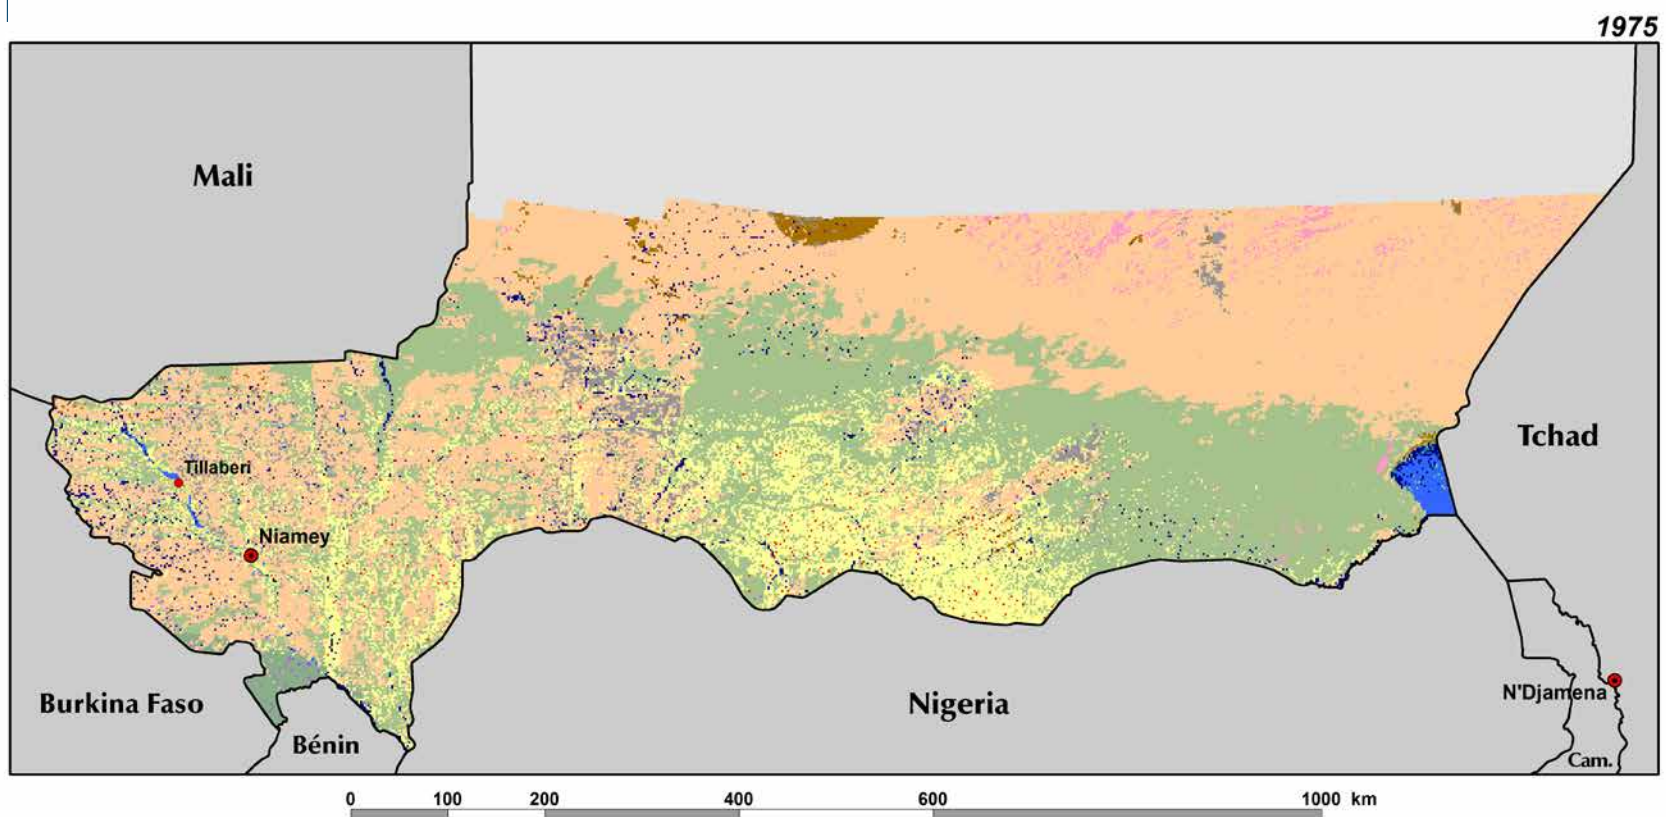 1975
Mali
Tchad
Tillaberi
Niamey
Burkina Faso
Nigeria
N'Djamena
Bénin
Cam.
0 100 200 400 600 1000 km